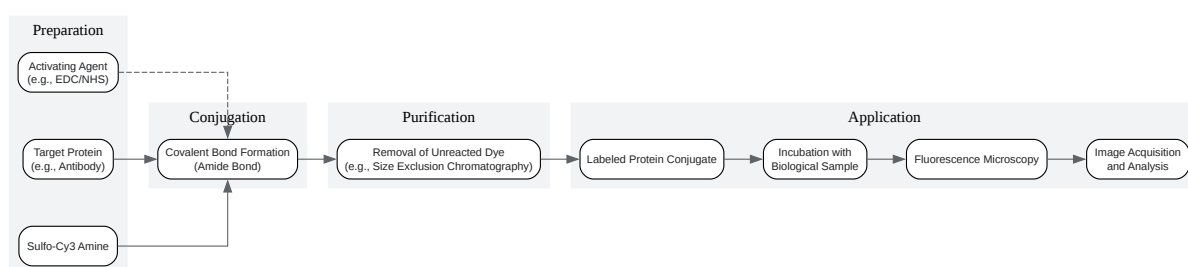 Preparation
Activating Agent
(e.g., EDC/NHS)
Target Protein
(e.g., Antibody)
Sulfo-Cy3 Amine
Conjugation
Covalent Bond Formation
(Amide Bond)
Purification
Removal of Unreacted Dye
(e.g., Size Exclusion Chromatography)
Application
Labeled Protein Conjugate
Incubation with
Biological Sample
Fluorescence Microscopy
Image Acquisition
and Analysis